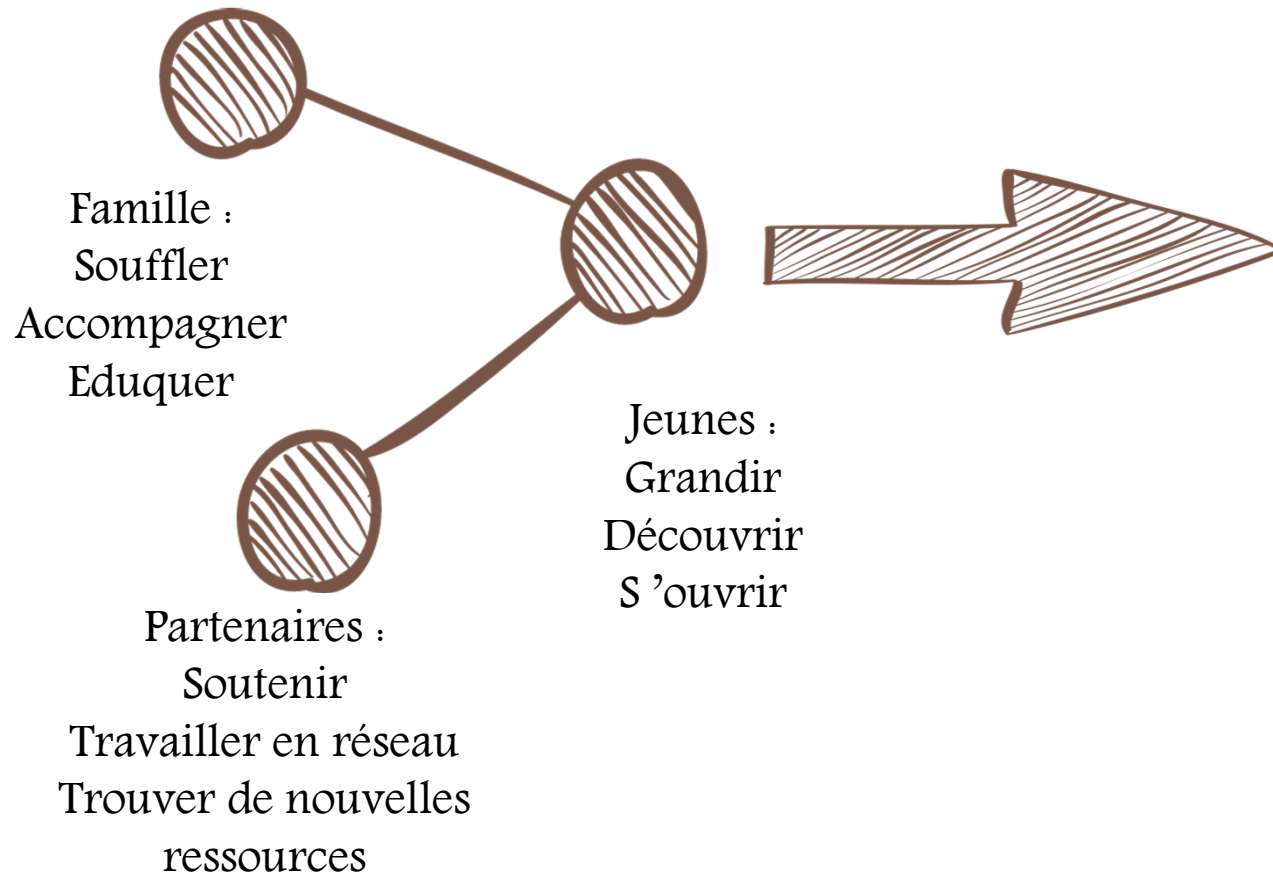 Famille :
Souffler
Accompagner
Eduquer
Jeunes :
Grandir
Découvrir
S ’ouvrir
Partenaires :
Soutenir
Travailler en réseau
Trouver de nouvelles
ressources